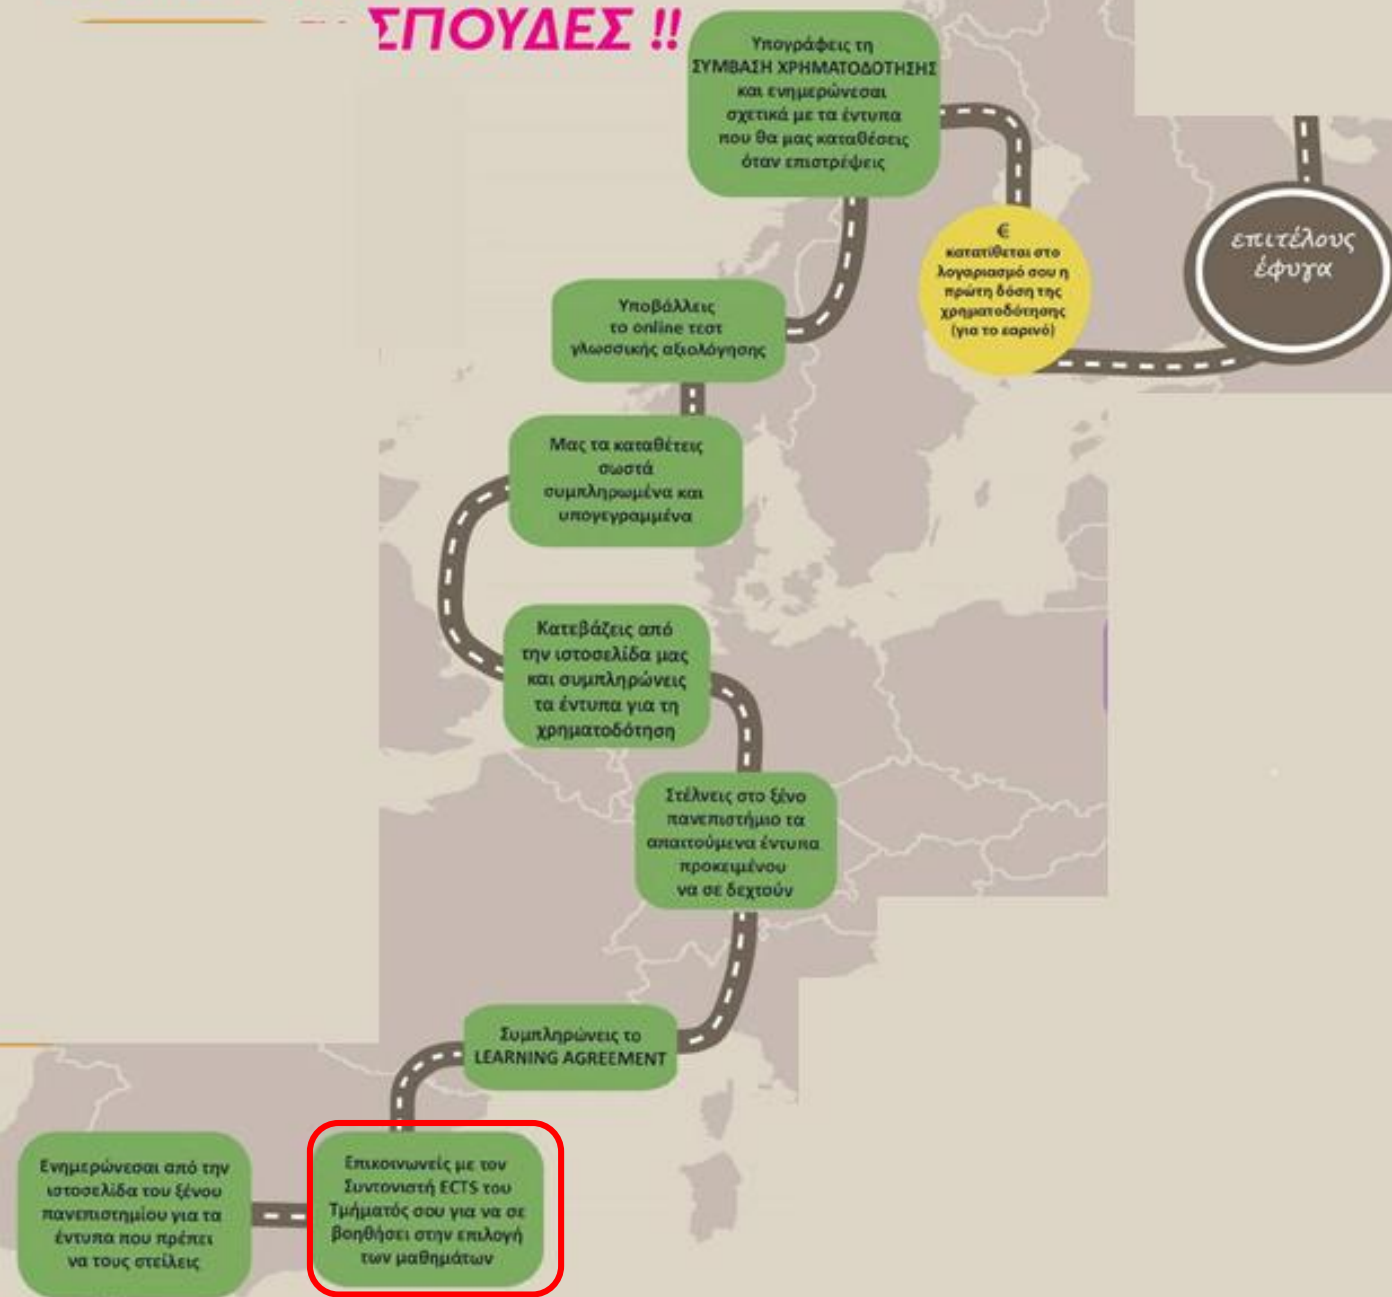 ΣΠΟΥΔΕΣ !!
Υπογράφεις τη
ΣΥΜΒΑΣΗ ΧΡΗΜΑΤΟΔΟΤΗΣΗΣ
και ενημερώνεσαι
σχετικά με τα έντυπα
που θα μας καταθέσεις
όταν επιστρέψεις
€
κατατίθεται στο
λογαριασμό σου η
πρώτη δόση της
χρηματοδότησης
(για το εαρινό)
επιτέλους
έφυγα
Υποβάλλεις
το online τεστ
γλωσσικής αξιολόγησης
Μας τα καταθέτεις
σωστά
συμπληρωμένα και
υπογεγραμμένα
Κατεβάζεις από
την ιστοσελίδα μας
και συμπληρώνεις
τα έντυπα για τη
χρηματοδότηση
Στέλνεις στο ξένο
πανεπιστήμιο τα
απαιτούμενα έντυπα
προκειμένου
να σε δεχτούν
Συμπληρώνεις το
LEARNING AGREEMENT
Ενημερώνεσαι από την
ιστοσελίδα του ξένου
πανεπιστημίου για τα
έντυπα που πρέπει
να τους στείλεις
Επικοινωνείς με τον
Συντονιστή ECTS του
Τμήματός σου για να σε
βοηθήσει στην επιλογή
των μαθημάτων